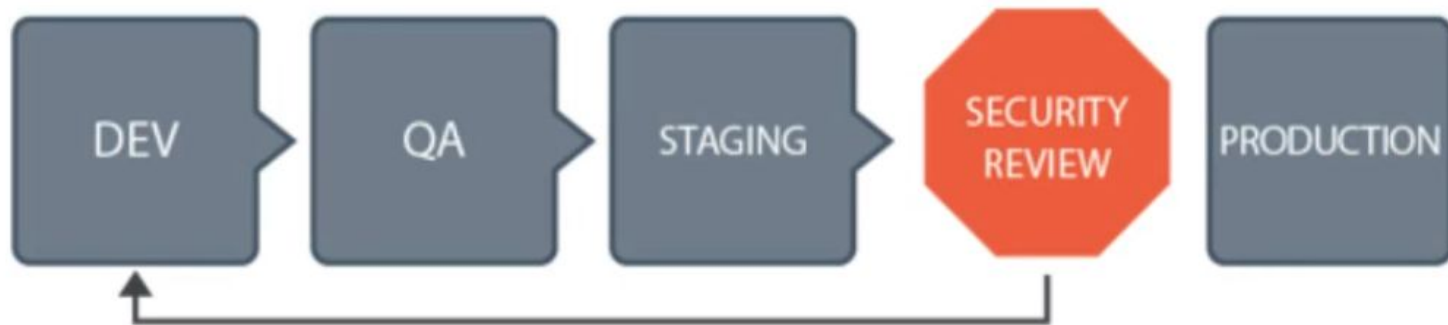 DEV
QA
STAGING
SECURITY
REVIEW
PRODUCTION